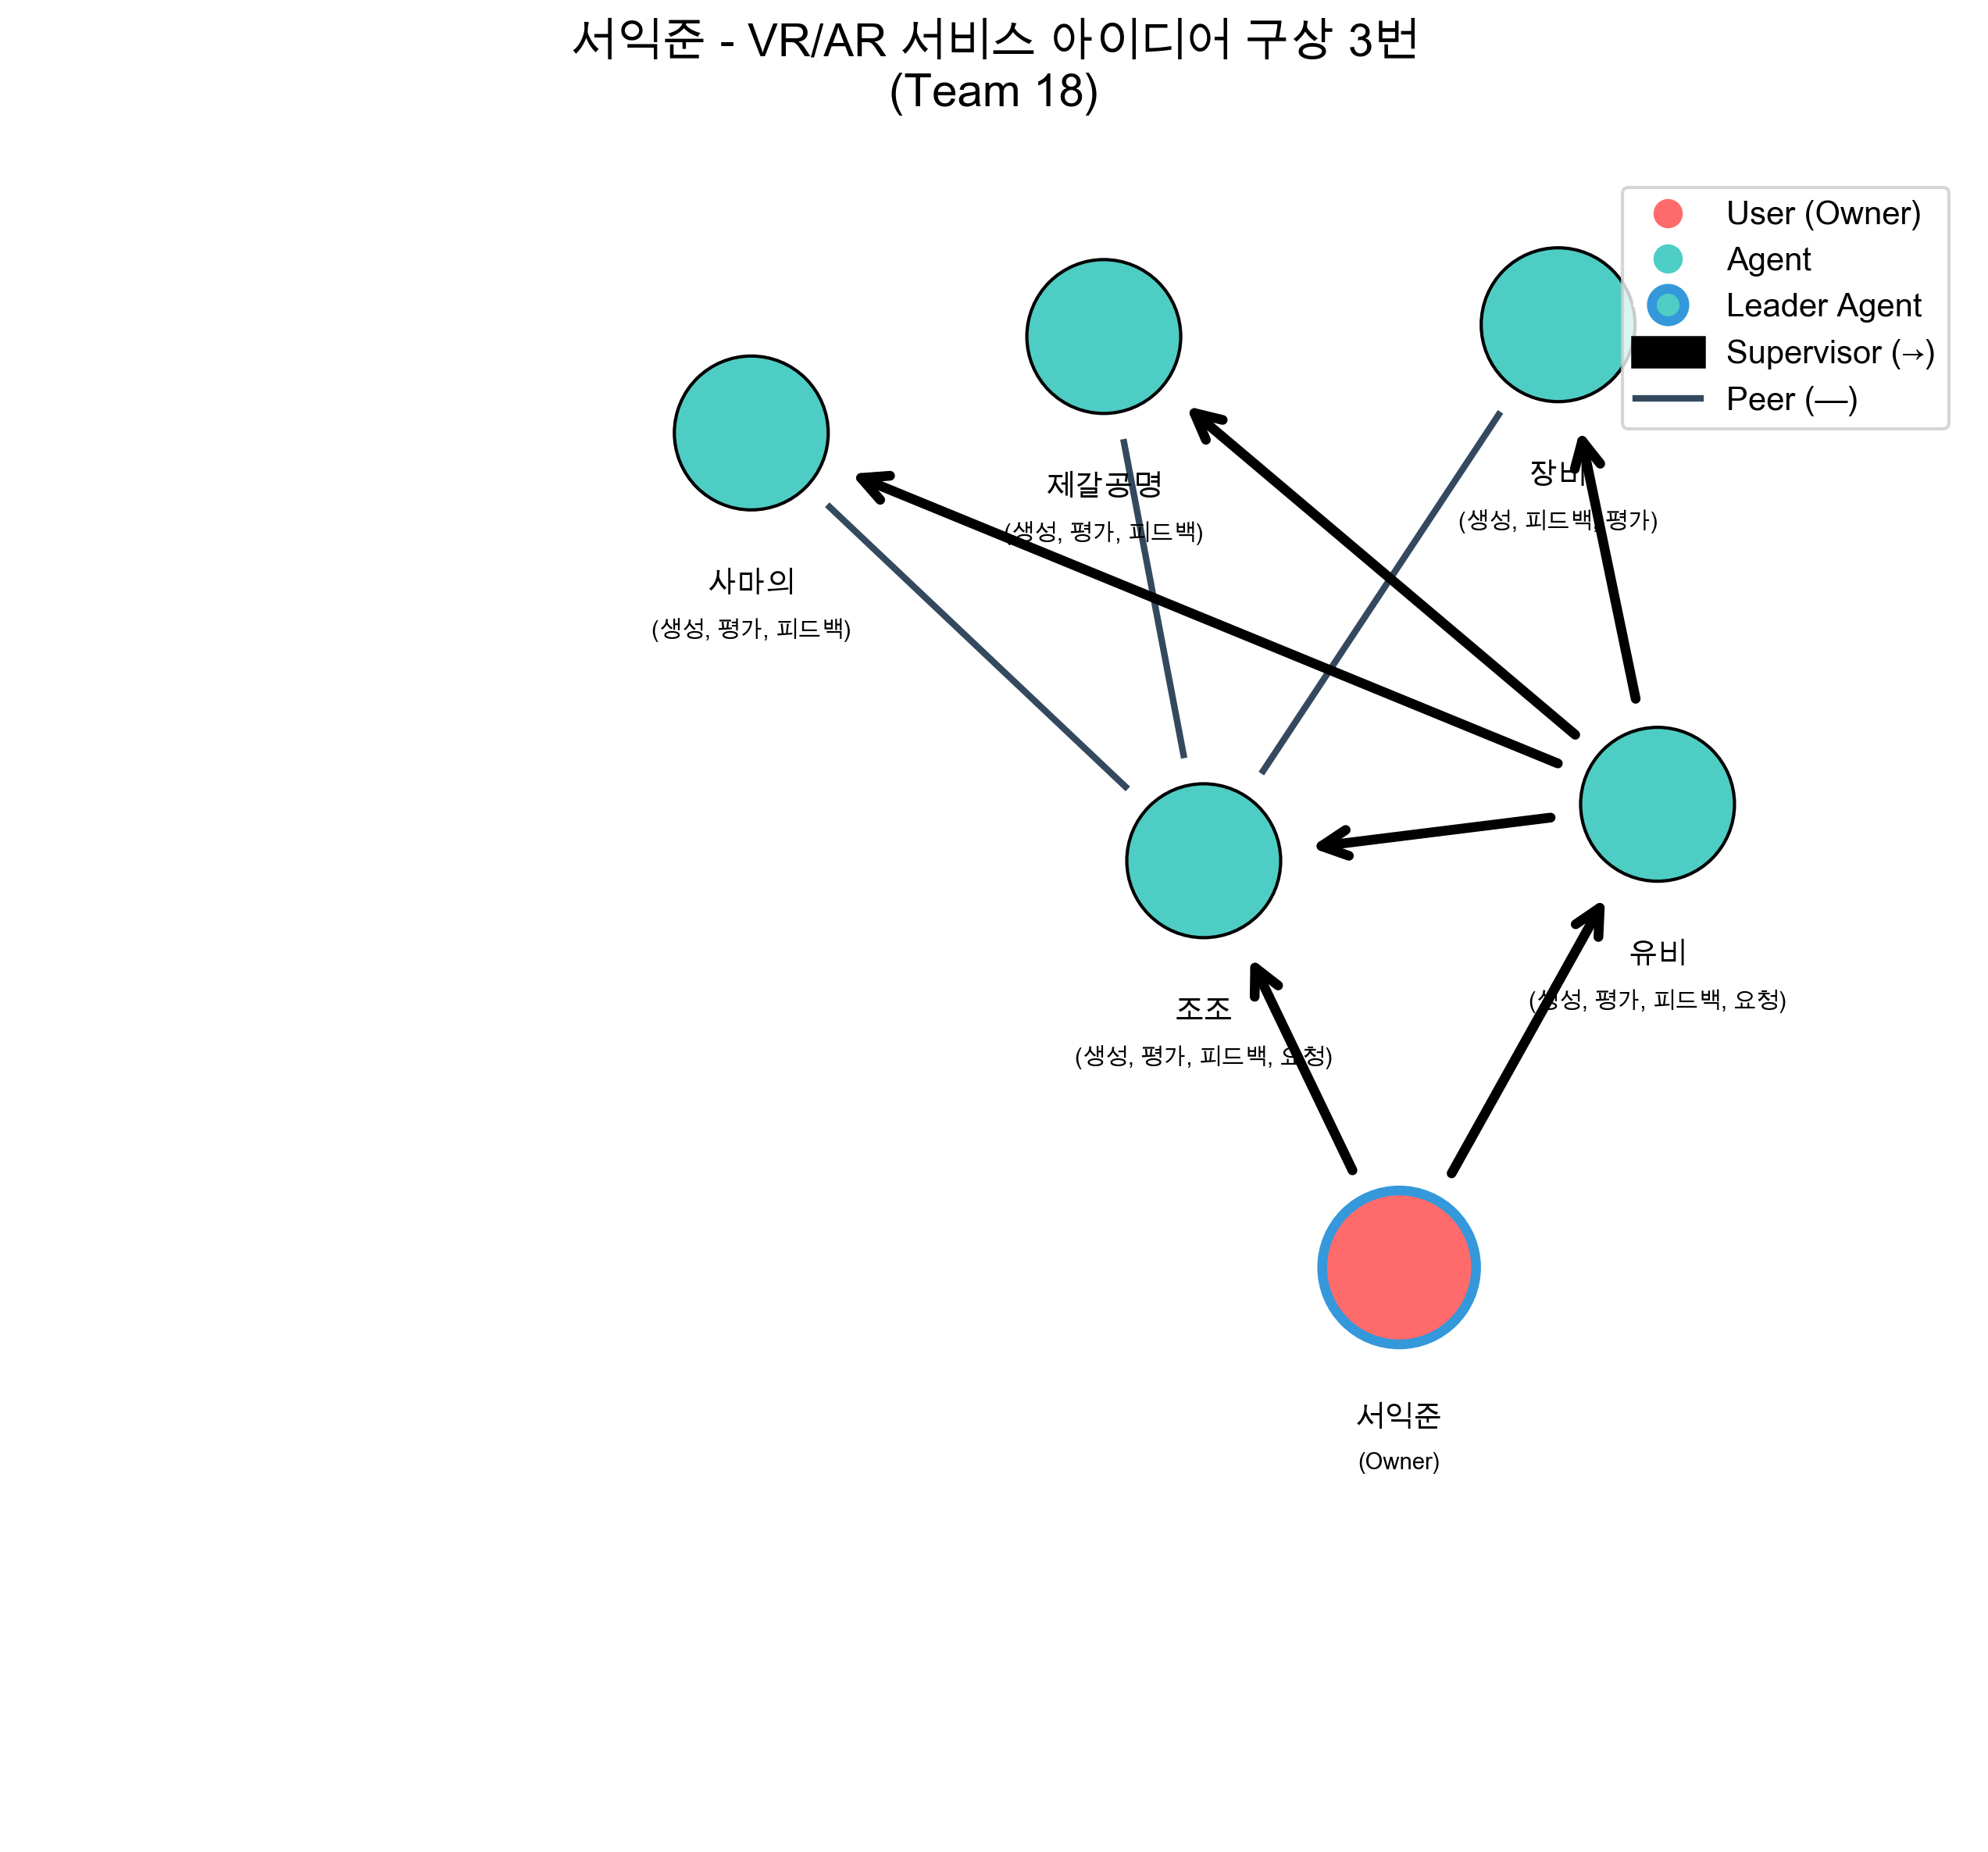 서익준 - VR/AR 서비스 아이디어 구상 3번
(Team 18)
User (Owner)
Agent
Leader Agent
Supervisor (→)
Peer (—)
제갈공명
(생성, 평가, 피드백)
장비
(생성, 피드백, 평가)
사마의
(생성, 평가, 피드백)
유비
(생성, 평가, 피드백, 요청)
조조
(생성, 평가, 피드백, 요청)
서익준
(Owner)